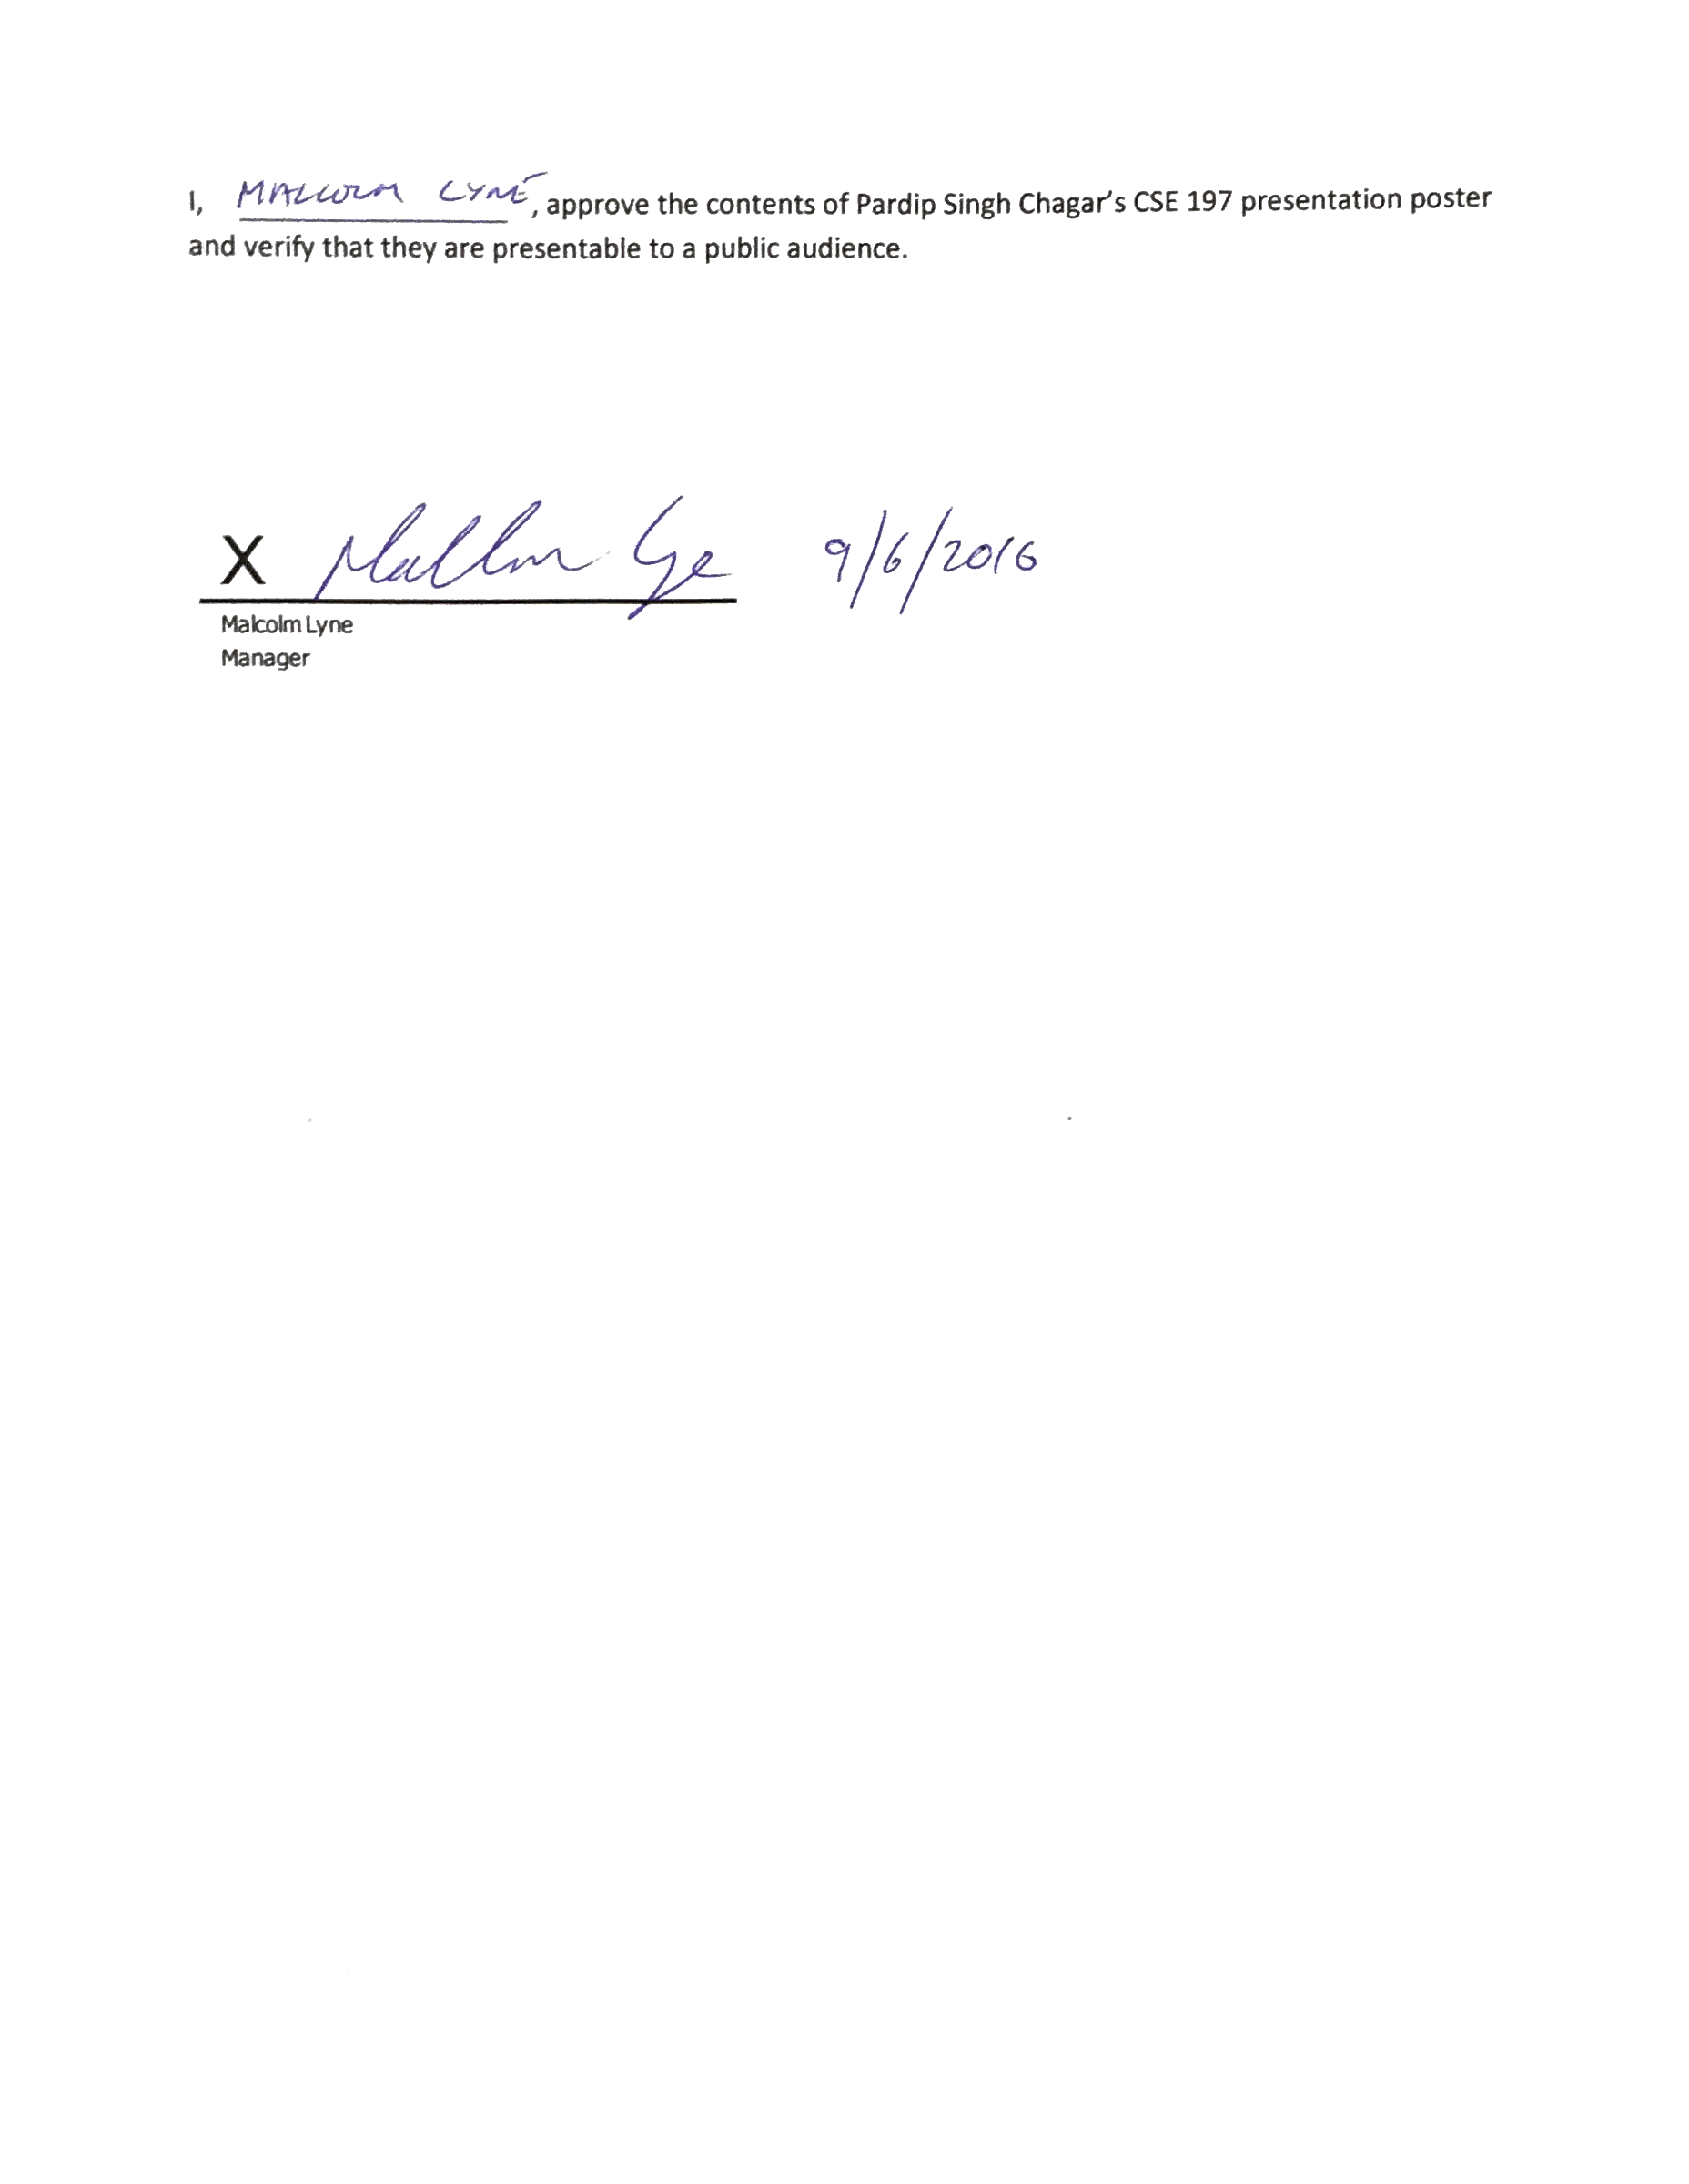 I, MALCOLM LYNE, approve the contents of Pardip Singh Chagar's CSE 197 presentation poster
and verify that they are presentable to a public audience.
X Malcolm Lyne 9/6/2016
Malcolm Lyne
Manager